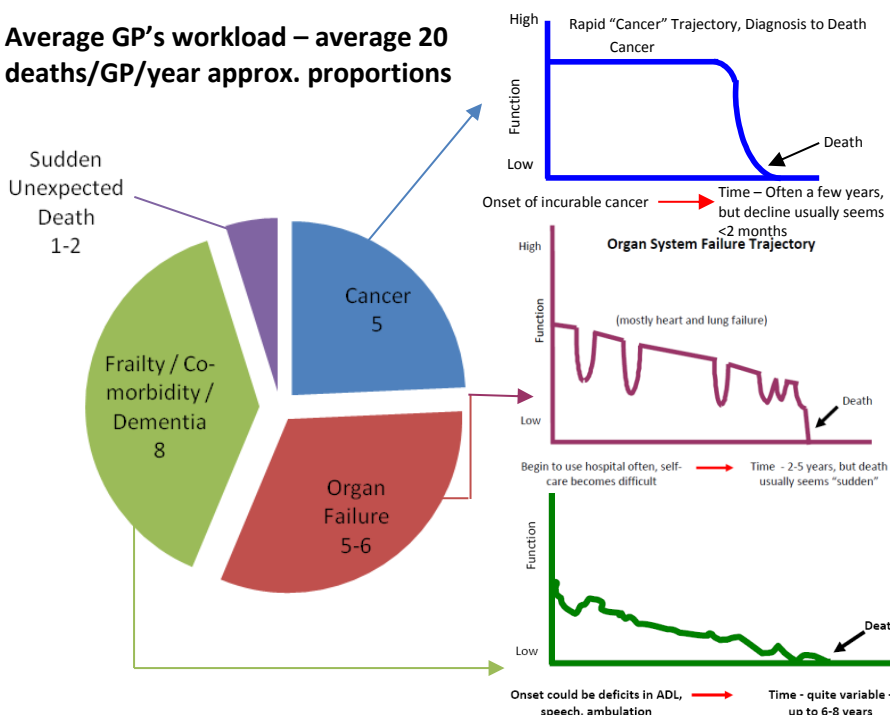 Average GP's workload – average 20
deaths/GP/year approx. proportions
Sudden
Unexpected
Death
1-2
Cancer
5
Frailty / Co-
morbidity /
Dementia
8
Organ
Failure
5-6
High
Rapid "Cancer" Trajectory, Diagnosis to Death
Cancer
Function
Death
Low
Onset of incurable cancer
Time – Often a few years,
but decline usually seems
<2 months
High
Organ System Failure Trajectory
Function
(mostly heart and lung failure)
Death
Low
Begin to use hospital often, self-
care becomes difficult
Time - 2-5 years, but death
usually seems "sudden"
Function
Low
Deat
Onset could be deficits in ADL,
speech, ambulation
Time - quite variable -
up to 6-8 years